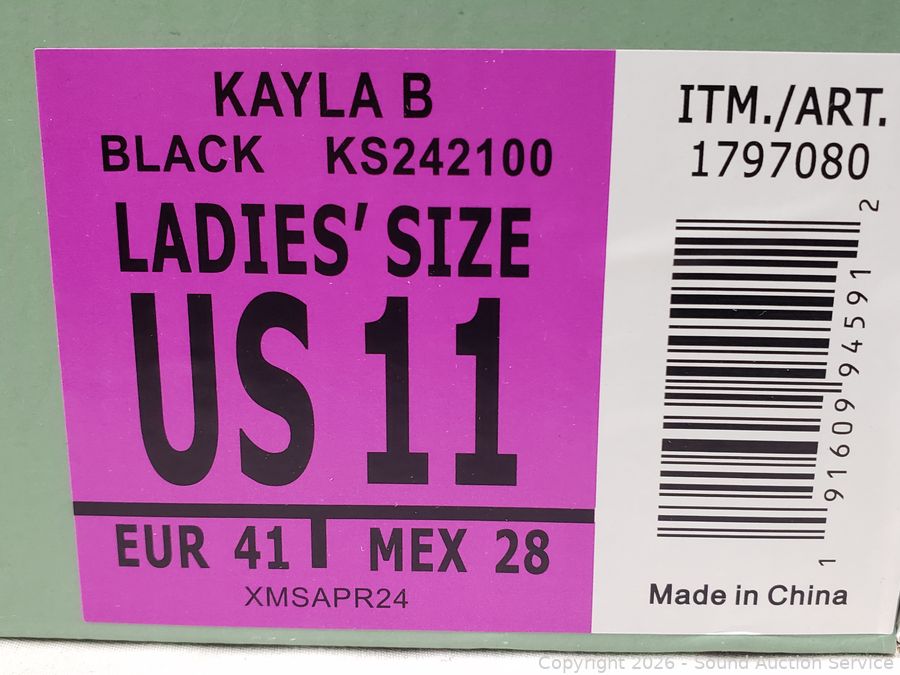 KAYLA B
BLACK KS242100
LADIES' SIZE
US 11
EUR 41 MEX 28
XMSAPR24
ITM./ART.
1797080
1 91609 94591 2
Made in China
Copyright 2026 - Sound Auction Service